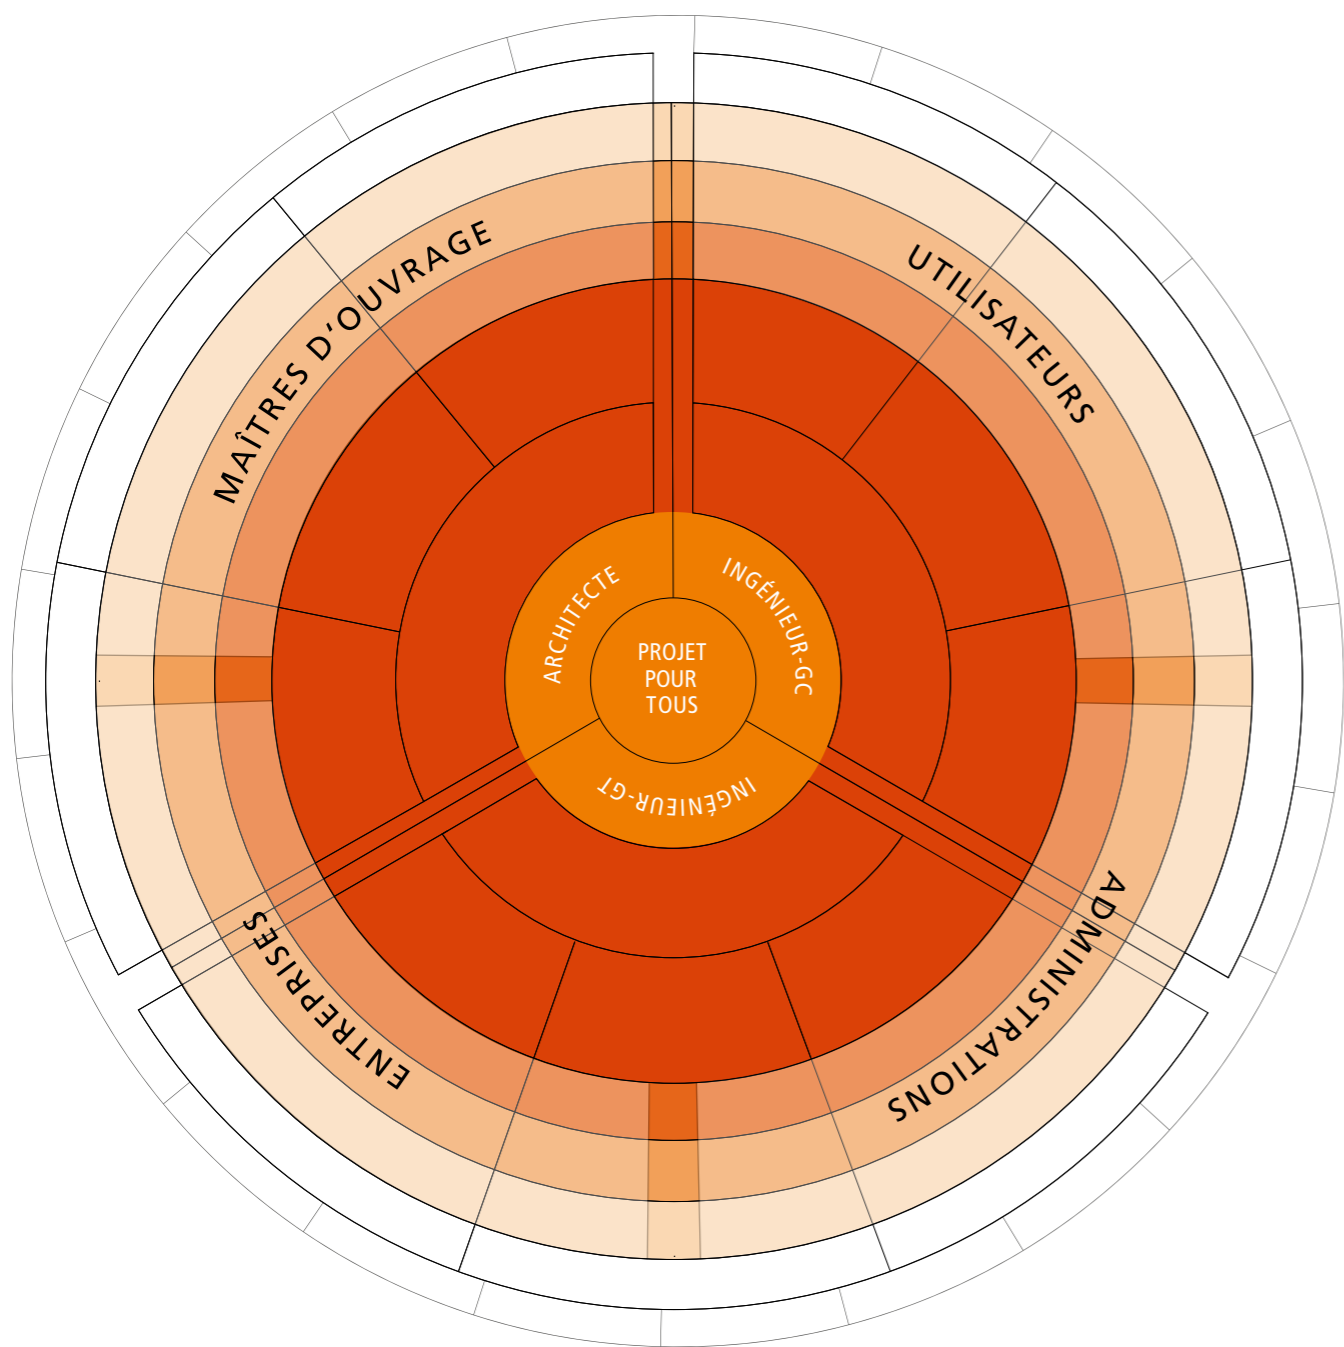 MAÎTRES D'OUVRAGE
UTILISATEURS
ARCHITECTE
INGÉNIEUR-GC
PROJET
POUR
TOUS
INGÉNIEUR-GT
ENTREPRISES
ADMINISTRATIONS